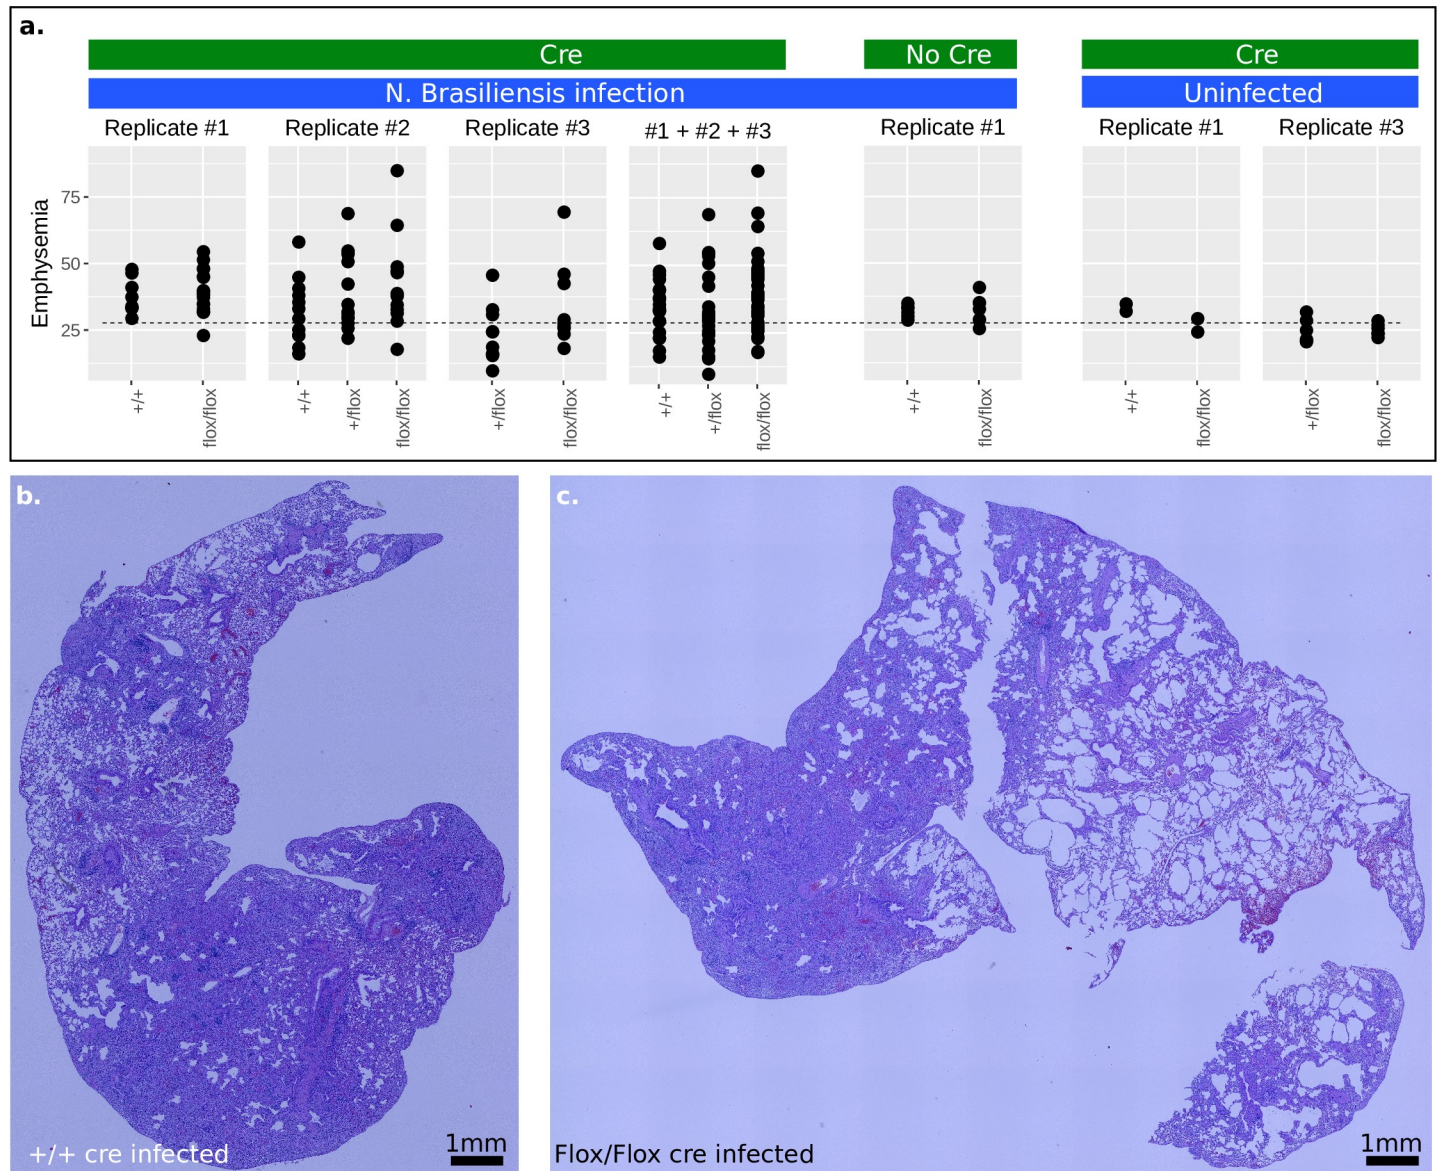 a.
Cre No Cre Cre
N. Brasiliensis infection Uninfected
Replicate #1 Replicate #2 Replicate #3 #1 + #2 + #3 Replicate #1 Replicate #1 Replicate #3
Emphysemia
75
50
25
+/+ flox/flox +/+ +/flox flox/flox +/flox flox/flox +/+ +/flox flox/flox +/+ flox/flox +/+ flox/flox +/flox flox/flox
b.
+/+ cre infected
1mm
c.
Flox/Flox cre infected
1mm